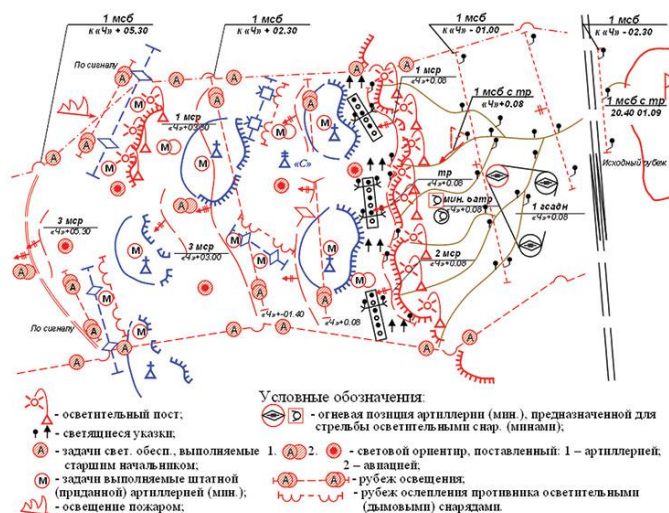 1 мсб
к «Ч» + 05.30
1 мсб
к «Ч» + 02.30
1 мсб
к «Ч» - 01.00
1 мсб
к «Ч» - 02.30
По сигналу
А
А
А
А
М
1 мср
М
М
«С»
М
А
1 мср
«Ч»+0.08
1 мсб с тр
«Ч»+0.08
1 мсб с тр
20.40 01.09
Исходный рубеж
тр
«Ч»+0.08
мин. батр
«Ч»+0.08
1 гсадн
«Ч»+0.08
3 мср
«Ч»+05.30
3 мср
«Ч»+03.00
М
М
М
М
2 мср
«Ч»+0.08
По сигналу
А
А
М
«Ч»+0.08
А
А
А
Условные обозначения:
- осветительный пост;
- светящиеся указки;
А - задачи свет. обесп., выполняемые
старшим начальником;
М - задачи выполняемые штатной
(приданной) артиллерией (мин.);
- освещение пожаром;
- огневая позиция артиллерии (мин.), предназначенной для
стрельбы осветительными снар. (минами);
1. А 2. - световой ориентир, поставленный: 1 – артиллерией;
2 – авиацией;
А А - рубеж освещения;
- рубеж ослепления противника осветительными
(дымовыми) снарядами.